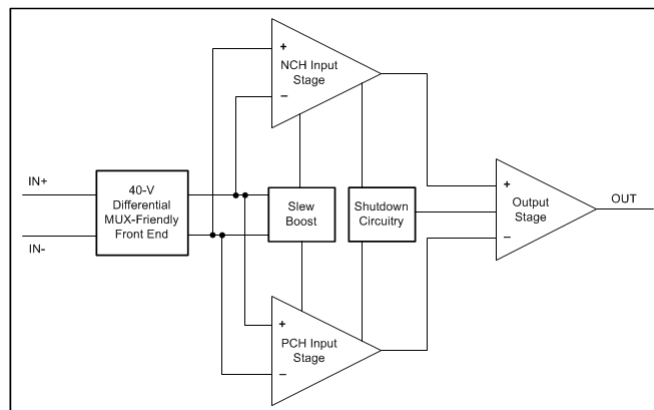 +
NCH Input
Stage
−
IN+
40-V
Differential
MUX-Friendly
Front End
IN-
Slew
Boost
Shutdown
Circuitry
+
Output
Stage
−
OUT
+
PCH Input
Stage
−